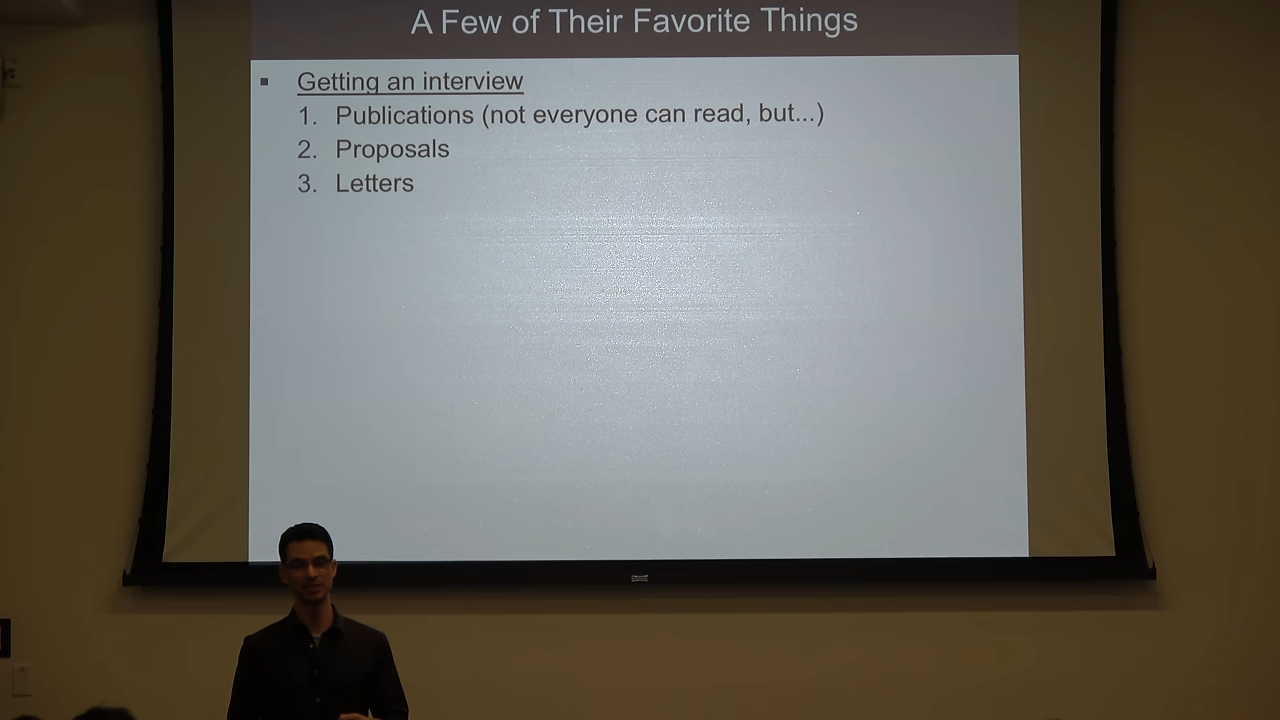 A Few of Their Favorite Things
▪ Getting an interview
1. Publications (not everyone can read, but...)
2. Proposals
3. Letters